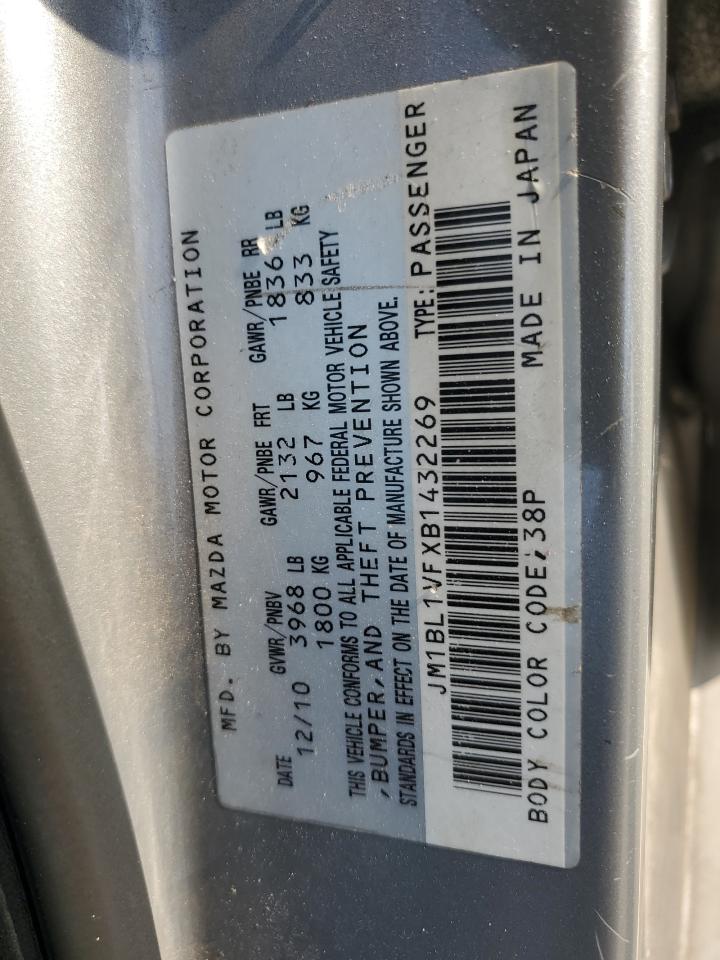 MFD. BY MAZDA MOTOR CORPORATION
DATE GVWR/PNBV GAWR/PNBE FRT GAWR/PNBE RR
12/10 3968 LB 2132 LB 1836 LB
1800 KG 967 KG 833 KG
THIS VEHICLE CONFORMS TO ALL APPLICABLE FEDERAL MOTOR VEHICLE SAFETY
,BUMPER,AND THEFT PREVENTION
STANDARDS IN EFFECT ON THE DATE OF MANUFACTURE SHOWN ABOVE.
JM1BL1VFXB1432269 TYPE: PASSENGER
BODY COLOR CODE;38P MADE IN JAPAN